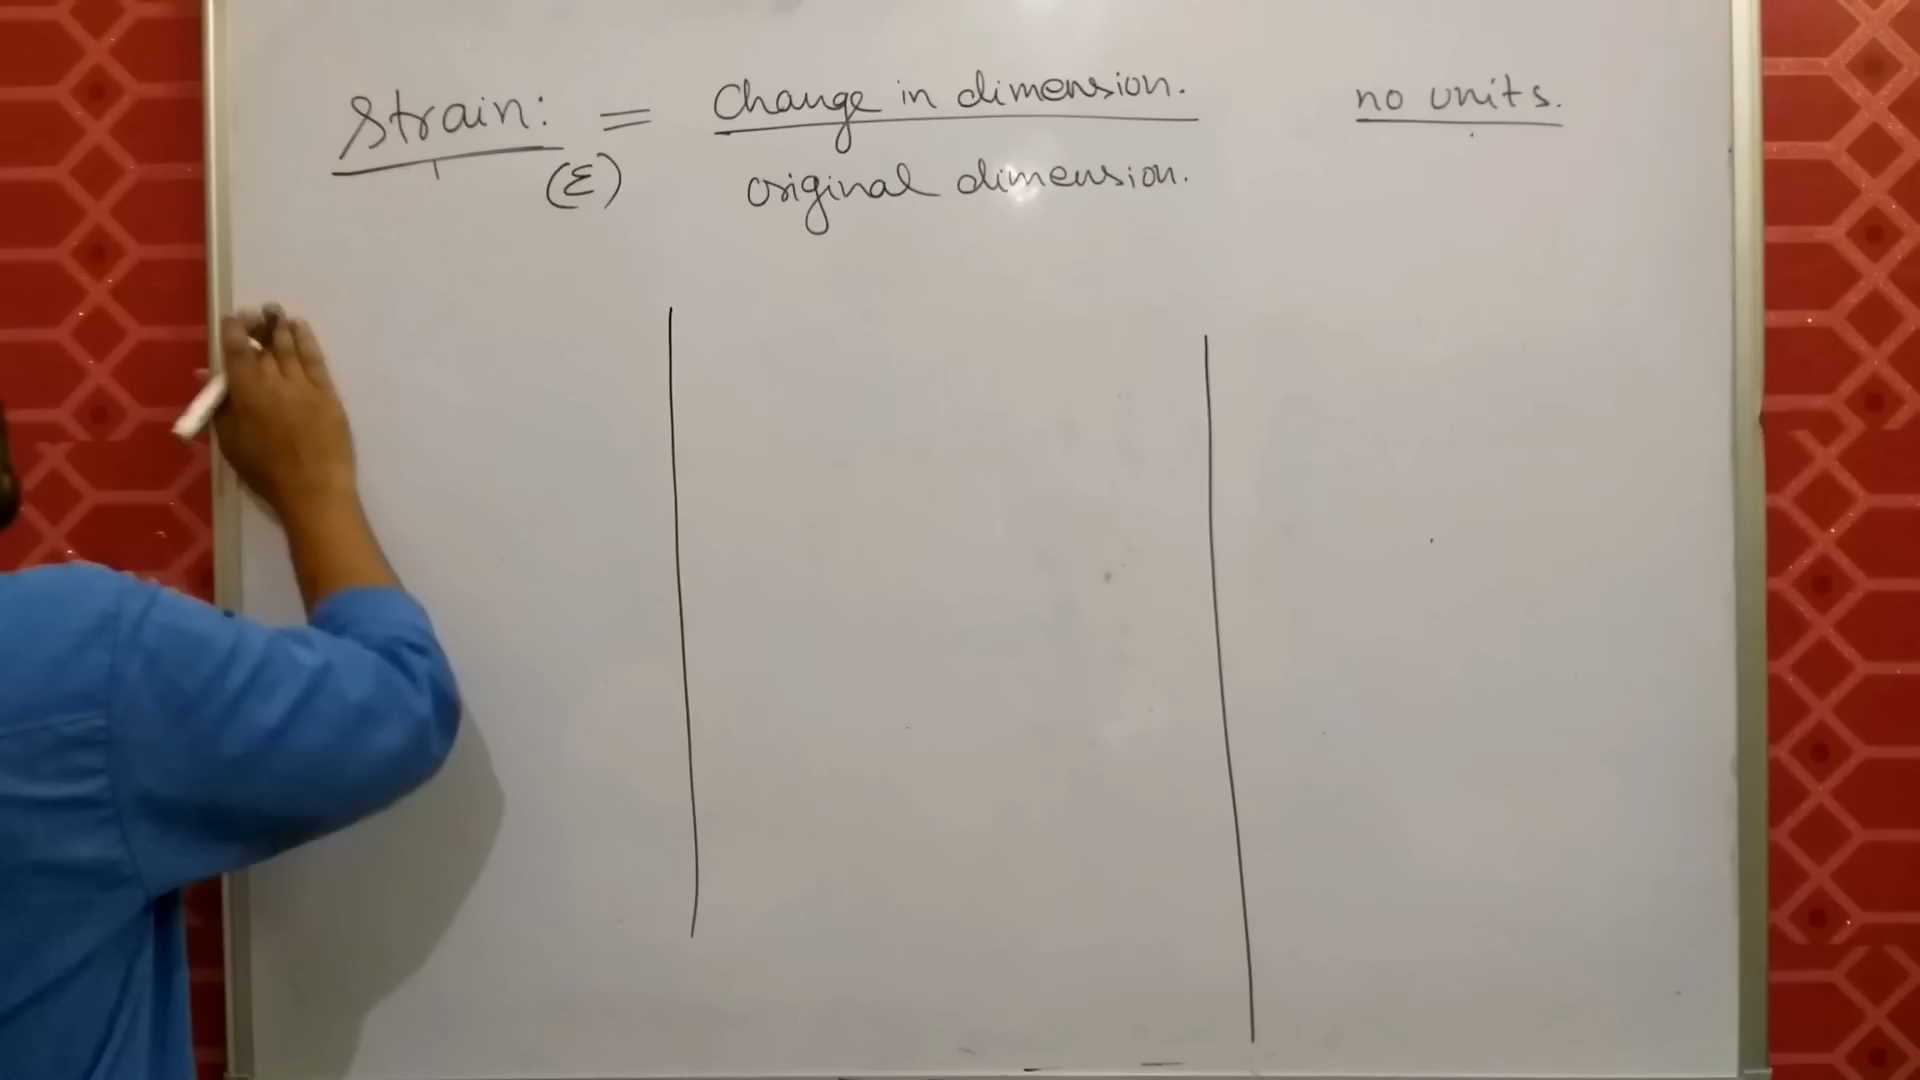 Strain: = Change in dimension. no units.
(ε) original dimension.